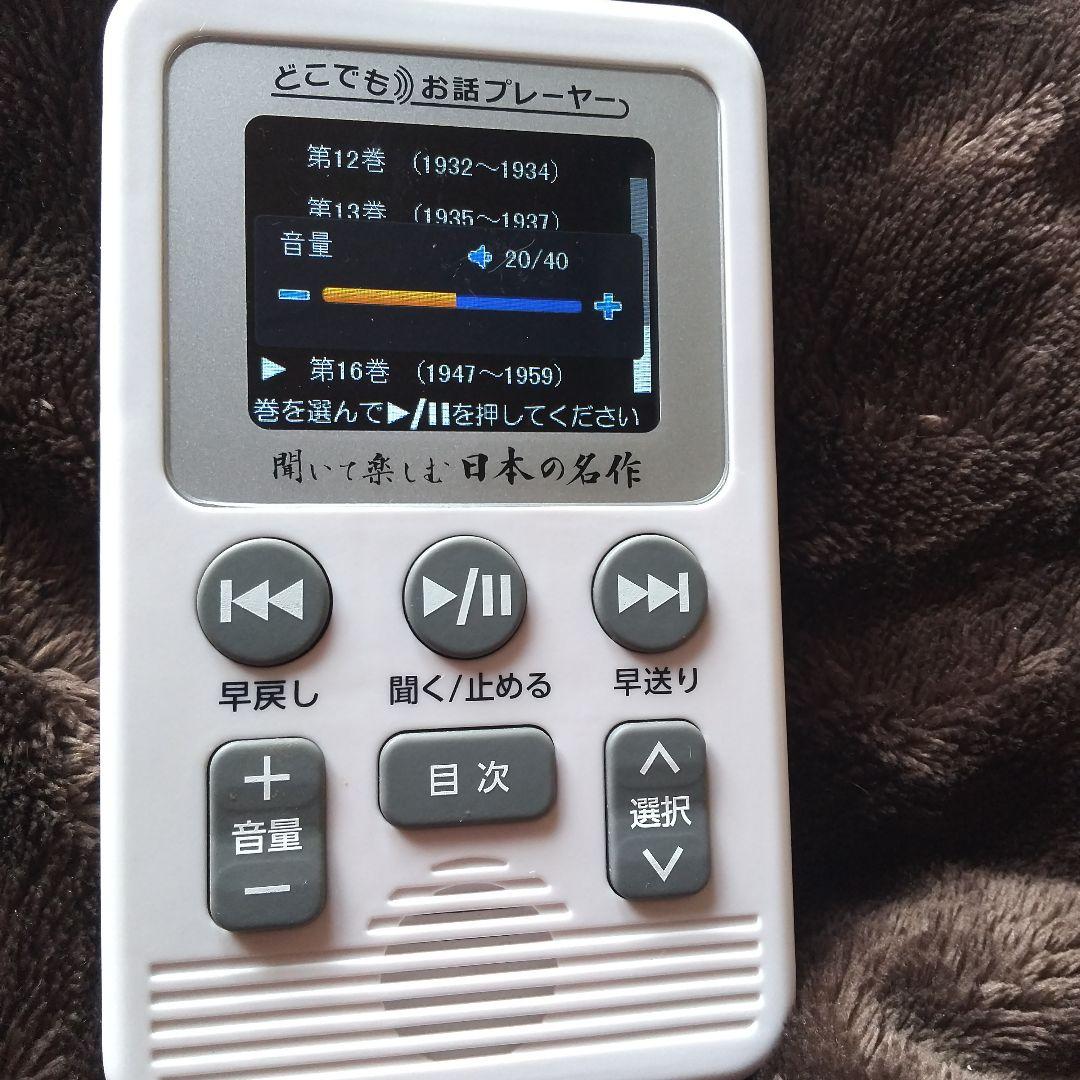 どこでもお話プレーヤー
第12巻 (1932～1934)
第13巻 (1935～1937)
音量 20/40
- +
第16巻 (1947～1959)
巻を選んで▶/IIを押してください
聞いて楽しむ日本の名作
早戻し 聞く/止める 早送り
+
音量
-
目次
選択